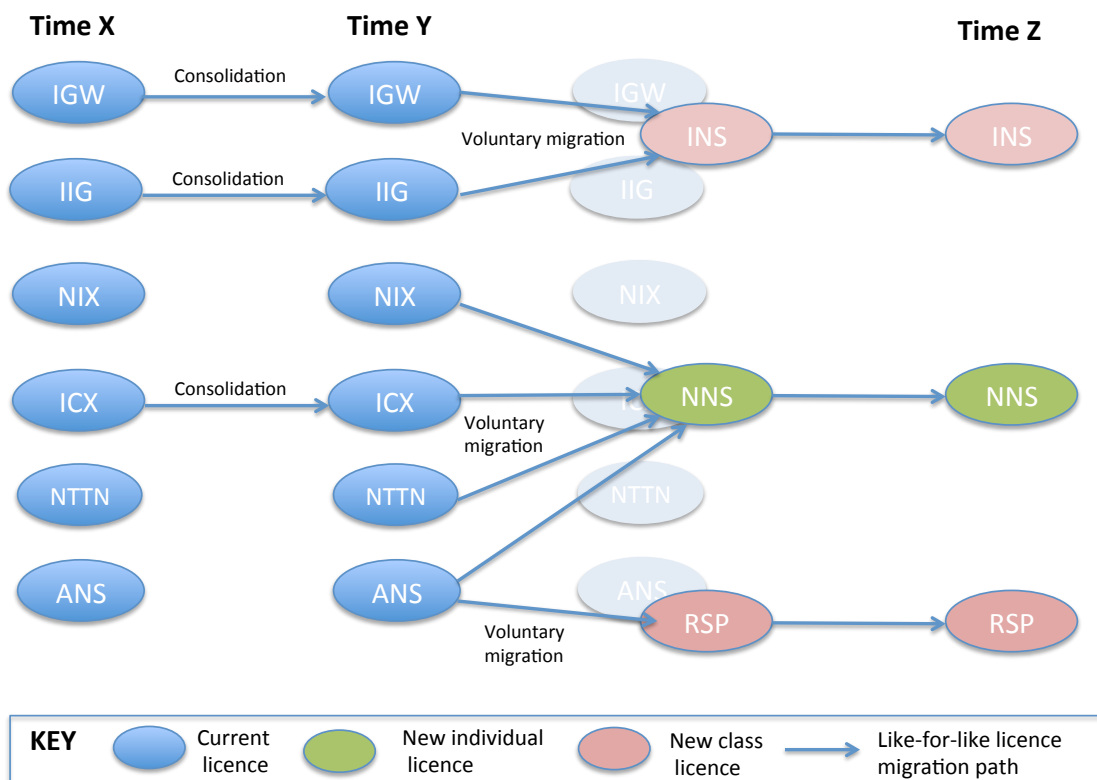 Time X
Time Y
Time Z
IGW
Consolidation
IGW
IGW
INS
INS
Voluntary migration
IIG
Consolidation
IIG
IIG
NIX
NIX
NIX
ICX
Consolidation
ICX
NNS
NNS
Voluntary
migration
NTTN
NTTN
NTTN
ANS
ANS
ANS
RSP
RSP
Voluntary
migration
KEY
Current
licence
New individual
licence
New class
licence
Like-for-like licence
migration path